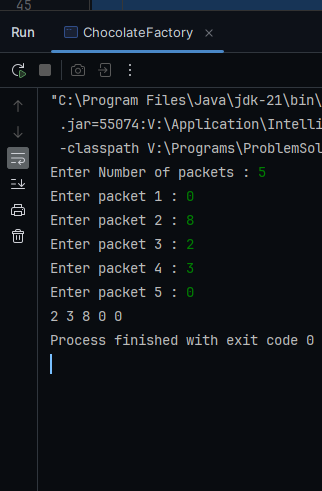 45
Run ChocolateFactory ×
"C:\Program Files\Java\jdk-21\bin\
.jar=55074:V:\Application\Intelli
-classpath V:\Programs\ProblemSol
Enter Number of packets : 5
Enter packet 1 : 0
Enter packet 2 : 8
Enter packet 3 : 2
Enter packet 4 : 3
Enter packet 5 : 0
2 3 8 0 0
Process finished with exit code 0